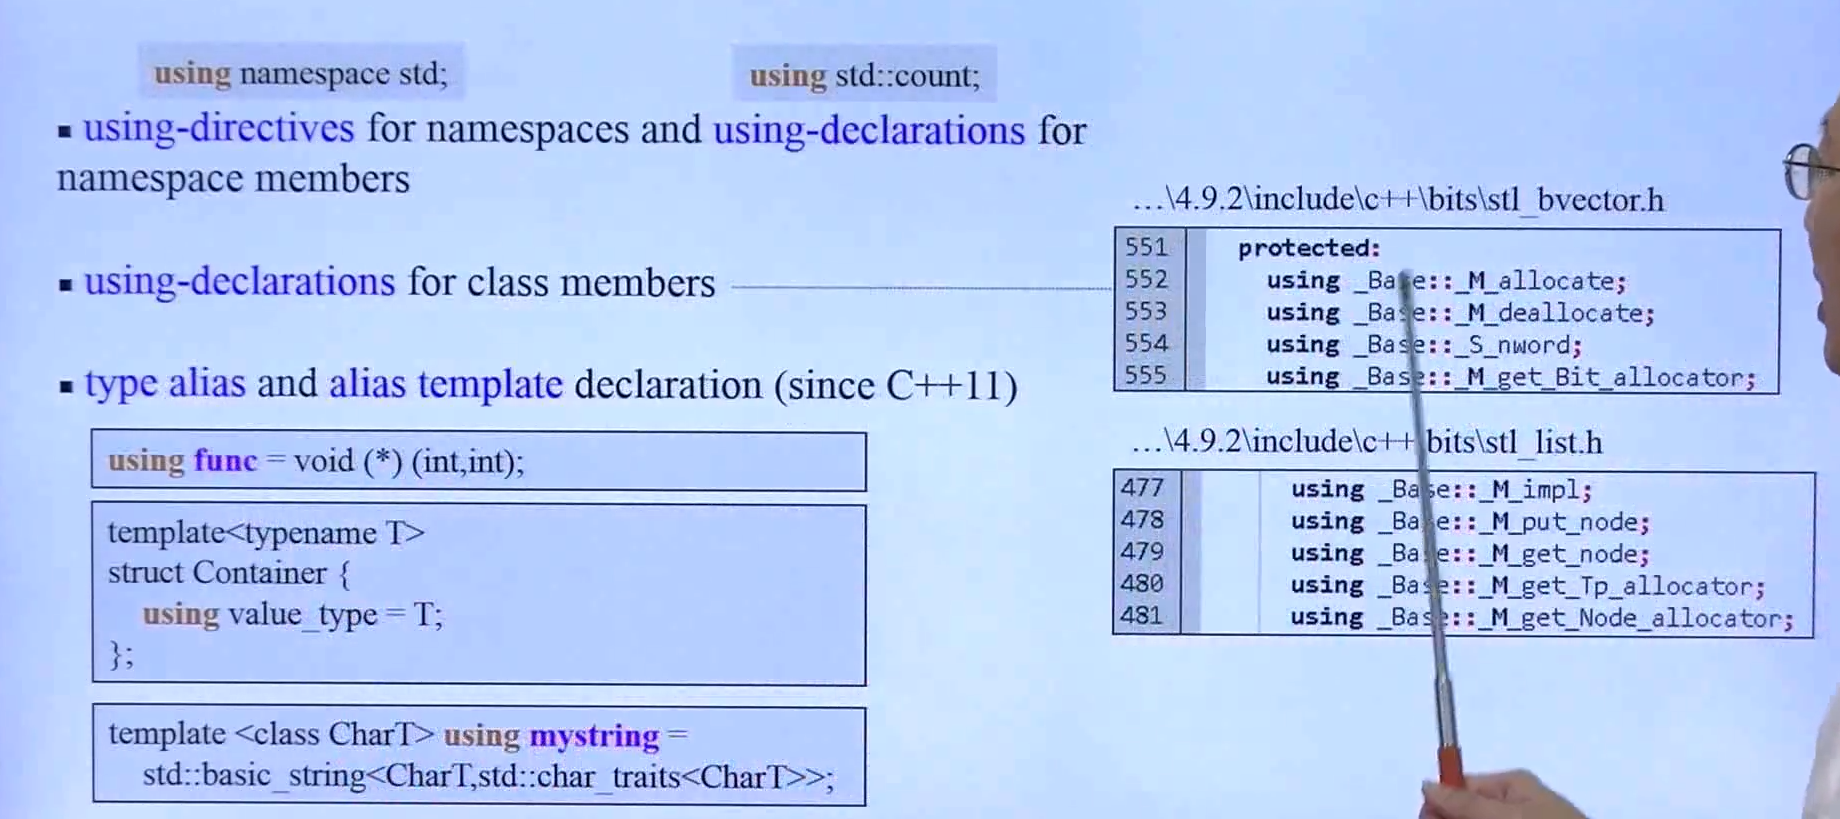 using namespace std;
using std::count;
▪ using-directives for namespaces and using-declarations for
namespace members
▪ using-declarations for class members
▪ type alias and alias template declaration (since C++11)
using func = void (*) (int,int);
template<typename T>
struct Container {
using value_type = T;
};
template <class CharT> using mystring =
std::basic_string<CharT,std::char_traits<CharT>>;
...\4.9.2\include\c++\bits\stl_bvector.h
551 protected:
552 using _Base::_M_allocate;
553 using _Base::_M_deallocate;
554 using _Base::_S_nword;
555 using _Base::_M_get_Bit_allocator;
...\4.9.2\include\c++\bits\stl_list.h
477 using _Base::_M_impl;
478 using _Base::_M_put_node;
479 using _Base::_M_get_node;
480 using _Base::_M_get_Tp_allocator;
481 using _Base::_M_get_Node_allocator;